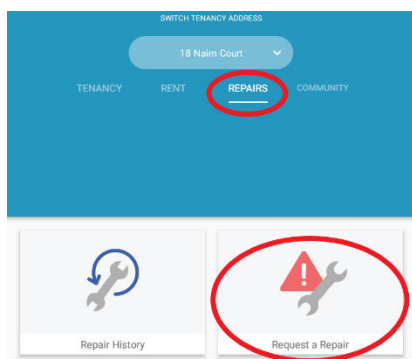 SWITCH TENANCY ADDRESS
18 Nairn Court
TENANCY RENT REPAIRS COMMUNITY
Repair History Request a Repair